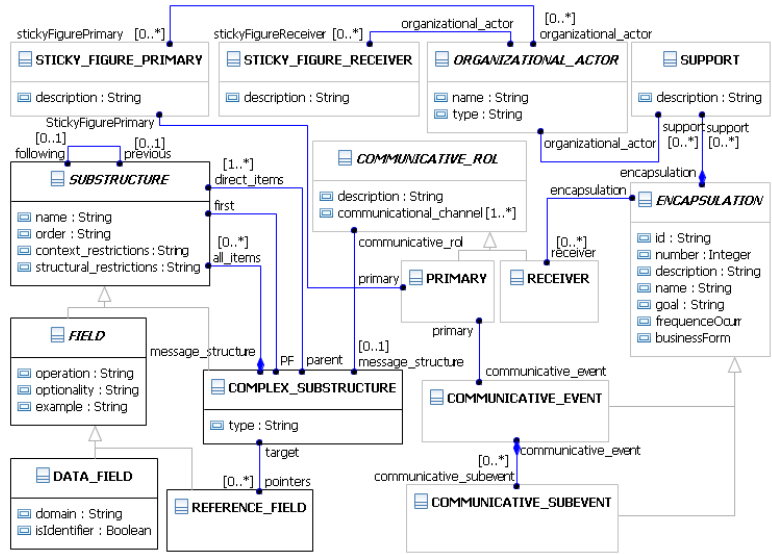 stickyFigurePrimary [0..*] stickyFigureReceiver organizational_actor [0..*] organizational_actor
STICKY_FIGURE_PRIMARY
description : String
StickyFigurePrimary
STICKY_FIGURE_RECEIVER
description : String
ORGANIZATIONAL_ACTOR
name : String
type : String
organizational_actor
SUPPORT
description : String
support
[0..*]
support
[0..*]
encapsulation
[0..1]
following
[0..1]
previous
SUBSTRUCTURE
name : String
order : String
context_restrictions : String
structural_restrictions : String
[1..*]
direct_items
first
[0..*]
all_items
COMMUNICATIVE_ROL
description : String
communicational_channel [1..*]
communicative_rol
encapsulation
ENCAPSULATION
id : String
number : Integer
description : String
name : String
goal : String
frequenceOcurr
businessForm
primary
PRIMARY
primary
[0..*]
receiver
RECEIVER
FIELD
operation : String
optionality : String
example : String
message_structure
PF
parent
[0..1]
message_structure
COMPLEX_SUBSTRUCTURE
type : String
target
communicative_event
COMMUNICATIVE_EVENT
communicative_event
[0..*]
communicative_subevent
COMMUNICATIVE_SUBEVENT
DATA_FIELD
domain : String
isIdentifier : Boolean
[0..*]
pointers
REFERENCE_FIELD